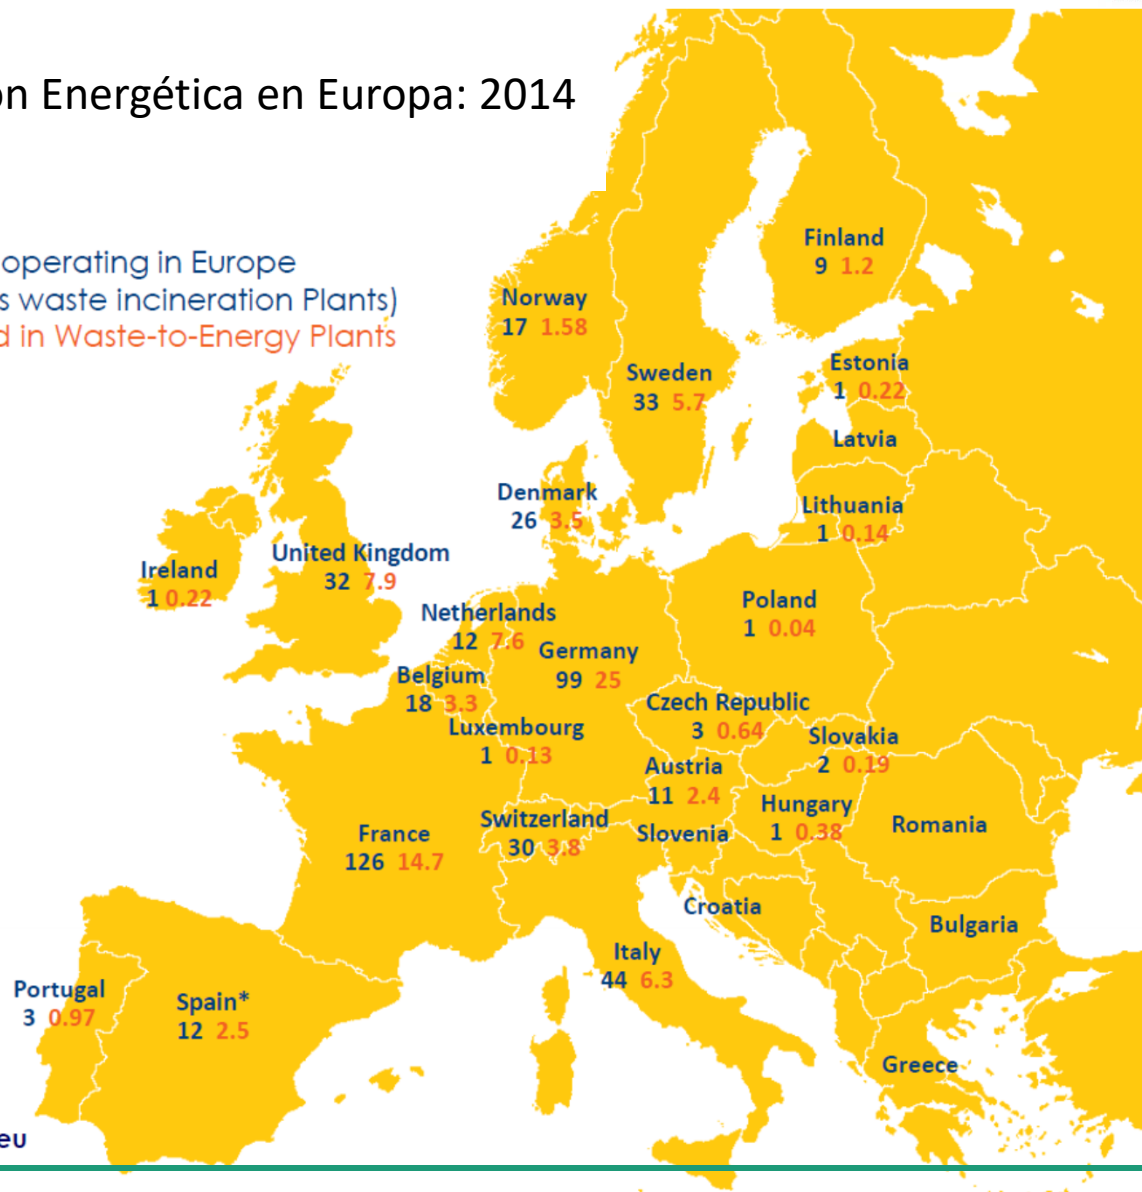 ón Energética en Europa: 2014
operating in Europe
s waste incineration Plants)
d in Waste-to-Energy Plants
Finland
9 1.2
Norway
17 1.58
Sweden
33 5.7
Estonia
1 0.22
Latvia
Denmark
26 3.5
Lithuania
1 0.14
United Kingdom
32 7.9
Ireland
1 0.22
Netherlands
12 7.6
Poland
1 0.04
Germany
99 25
Belgium
18 3.3
Czech Republic
3 0.64
Luxembourg
1 0.13
Slovakia
2 0.19
Austria
11 2.4
Hungary
1 0.38
Switzerland
30 3.8
Slovenia
Romania
France
126 14.7
Croatia
Bulgaria
Italy
44 6.3
Portugal
3 0.97
Spain*
12 2.5
Greece
eu